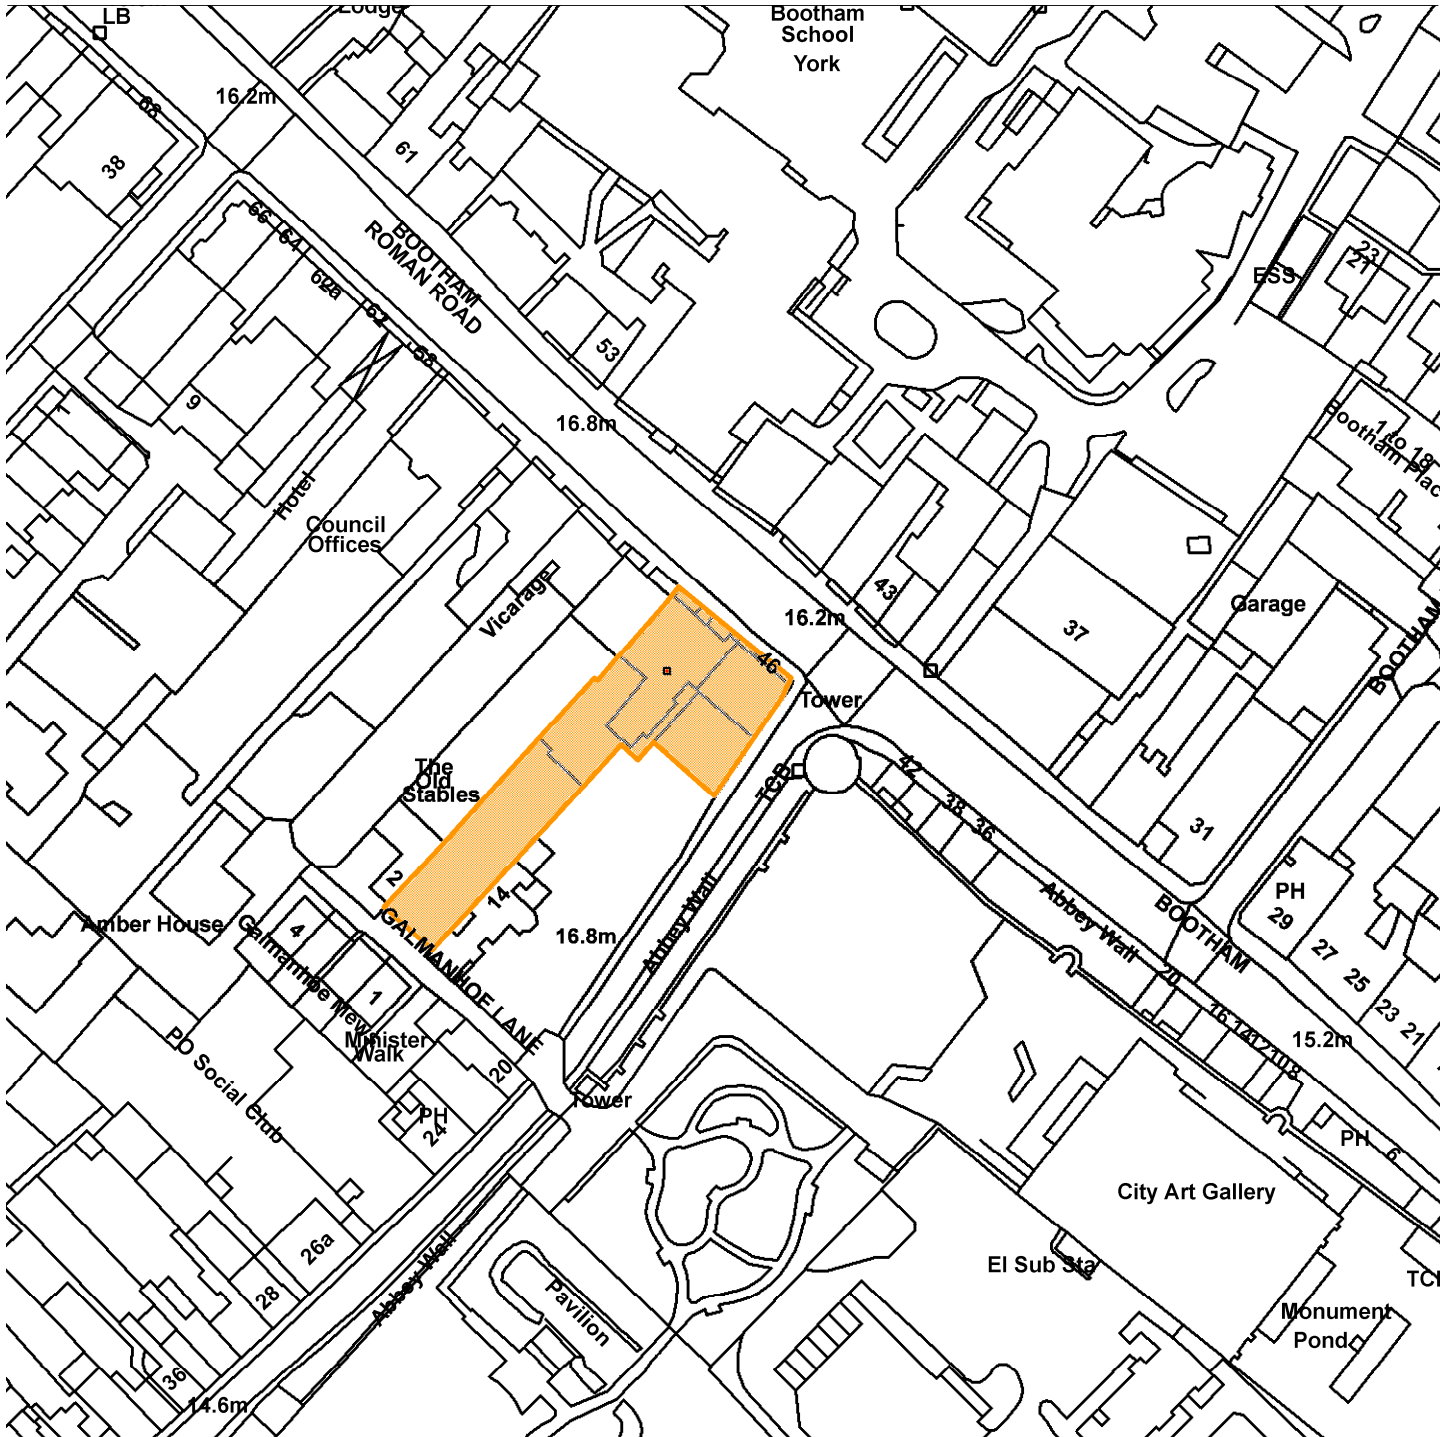 LB
Lodge
Bootham
School
York
16.2m
68
38
61
66
64
62a
62
58
BOOTHAM
ROMAN ROAD
53
9
16.8m
23
21
ESS
1 to 18
Bootham Plac
Hotel
Council
Offices
Vicarage
43
16.2m
37
Garage
BOOTHAM
46
Tower
The
Old
Stables
TCB
42
38
36
31
2
14
PH
29
27
25
23
21
Amber House
4
Galmanhoe Mews
1
GALMANHOE LANE
16.8m
Abbey Wall
Abbey Wall
BOOTHAM
20
16
14
12
10
8
15.2m
Minister
Walk
PO Social Club
20
PH
24
Tower
PH
6
City Art Gallery
El Sub Sta
26a
28
Abbey Wall
Pavilion
36
14.6m
Monument
Pond